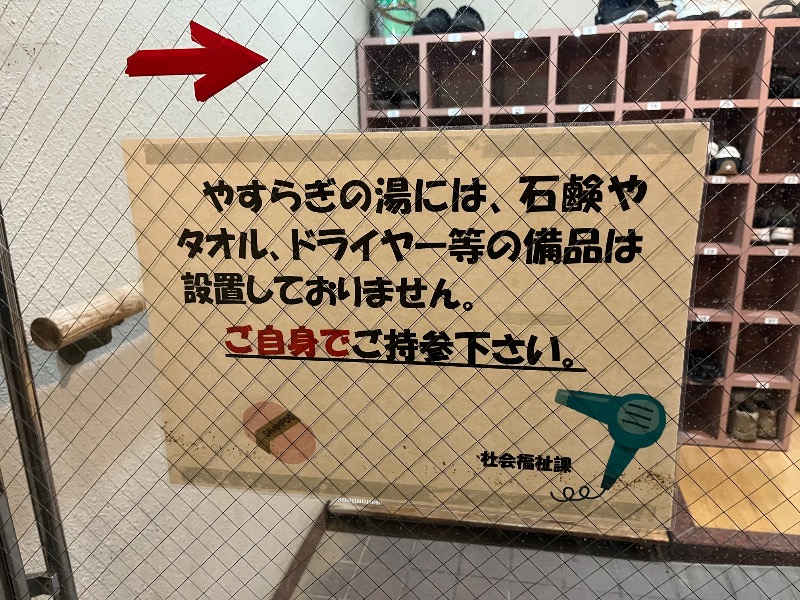 やすらぎの湯には、石鹸や
タオル、ドライヤー等の備品は
設置しておりません。
ご自身でご持参下さい。
社会福祉課